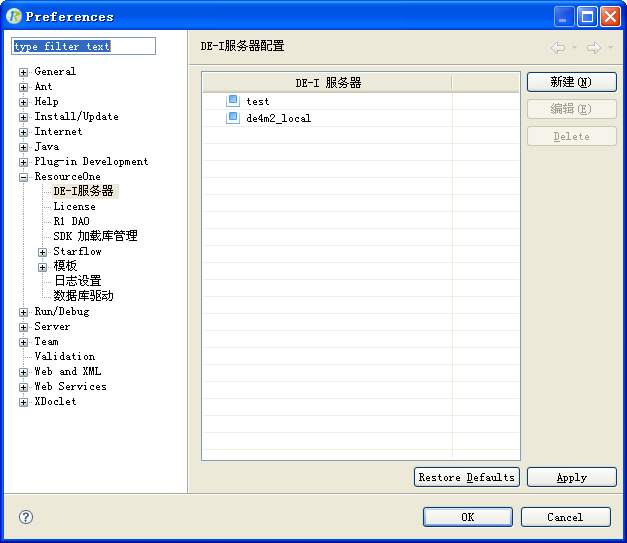 Preferences
type filter text
General
Ant
Help
Install/Update
Internet
Java
Plug-in Development
ResourceOne
DE-I服务器
License
R1 DAO
SDK 加载库管理
Starflow
模板
日志设置
数据库驱动
Run/Debug
Server
Team
Validation
Web and XML
Web Services
XDoclet
DE-I服务器配置
DE-I 服务器
test
de4m2_local
新建(N)
编辑(E)
Delete
Restore Defaults
Apply
OK
Cancel